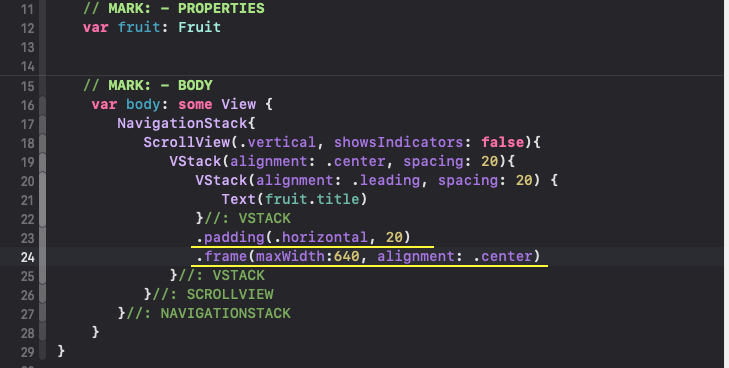 11 // MARK: - PROPERTIES
12 var fruit: Fruit
13
14
15 // MARK: - BODY
16 var body: some View {
17 NavigationStack{
18 ScrollView(.vertical, showsIndicators: false){
19 VStack(alignment: .center, spacing: 20){
20 VStack(alignment: .leading, spacing: 20) {
21 Text(fruit.title)
22 }//: VSTACK
23 .padding(.horizontal, 20)
24 .frame(maxWidth:640, alignment: .center)
25 }//: VSTACK
26 }//: SCROLLVIEW
27 }//: NAVIGATIONSTACK
28 }
29 }